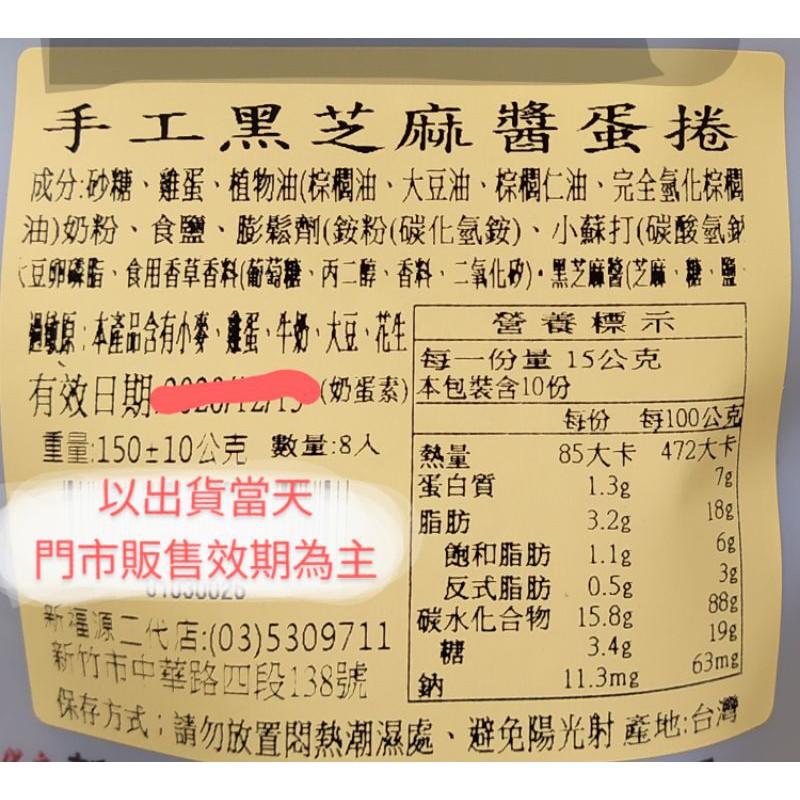 手工黑芝麻醬蛋捲
成分:砂糖、雞蛋、植物油(棕櫚油、大豆油、棕櫚仁油、完全氫化棕櫚
油)奶粉、食鹽、膨鬆劑(銨粉(碳化氫銨)、小蘇打(碳酸氫
豆卵磷脂、食用香草香料(葡萄糖、丙二醇、香料、二氧化矽)。黑芝麻醬(芝麻、糖、鹽
過敏原:本產品含有小麥、雞蛋、牛奶、大豆、花生
有效日期: (奶蛋素)
重量:150±10公克 數量:8入
以出貨當天
門市販售效期為主
新福源二代店:(03)5309711
新竹市中華路四段138號
營養標示
每一份量 15公克
本包裝含10份
每份 每100公克
熱量 85大卡 472大卡
蛋白質 1.3g 7g
脂肪 3.2g 18g
飽和脂肪 1.1g 6g
反式脂肪 0.5g 3g
碳水化合物 15.8g 88g
糖 3.4g 19g
鈉 11.3mg 63mg
保存方式；請勿放置悶熱潮濕處、避免陽光射 產地:台灣